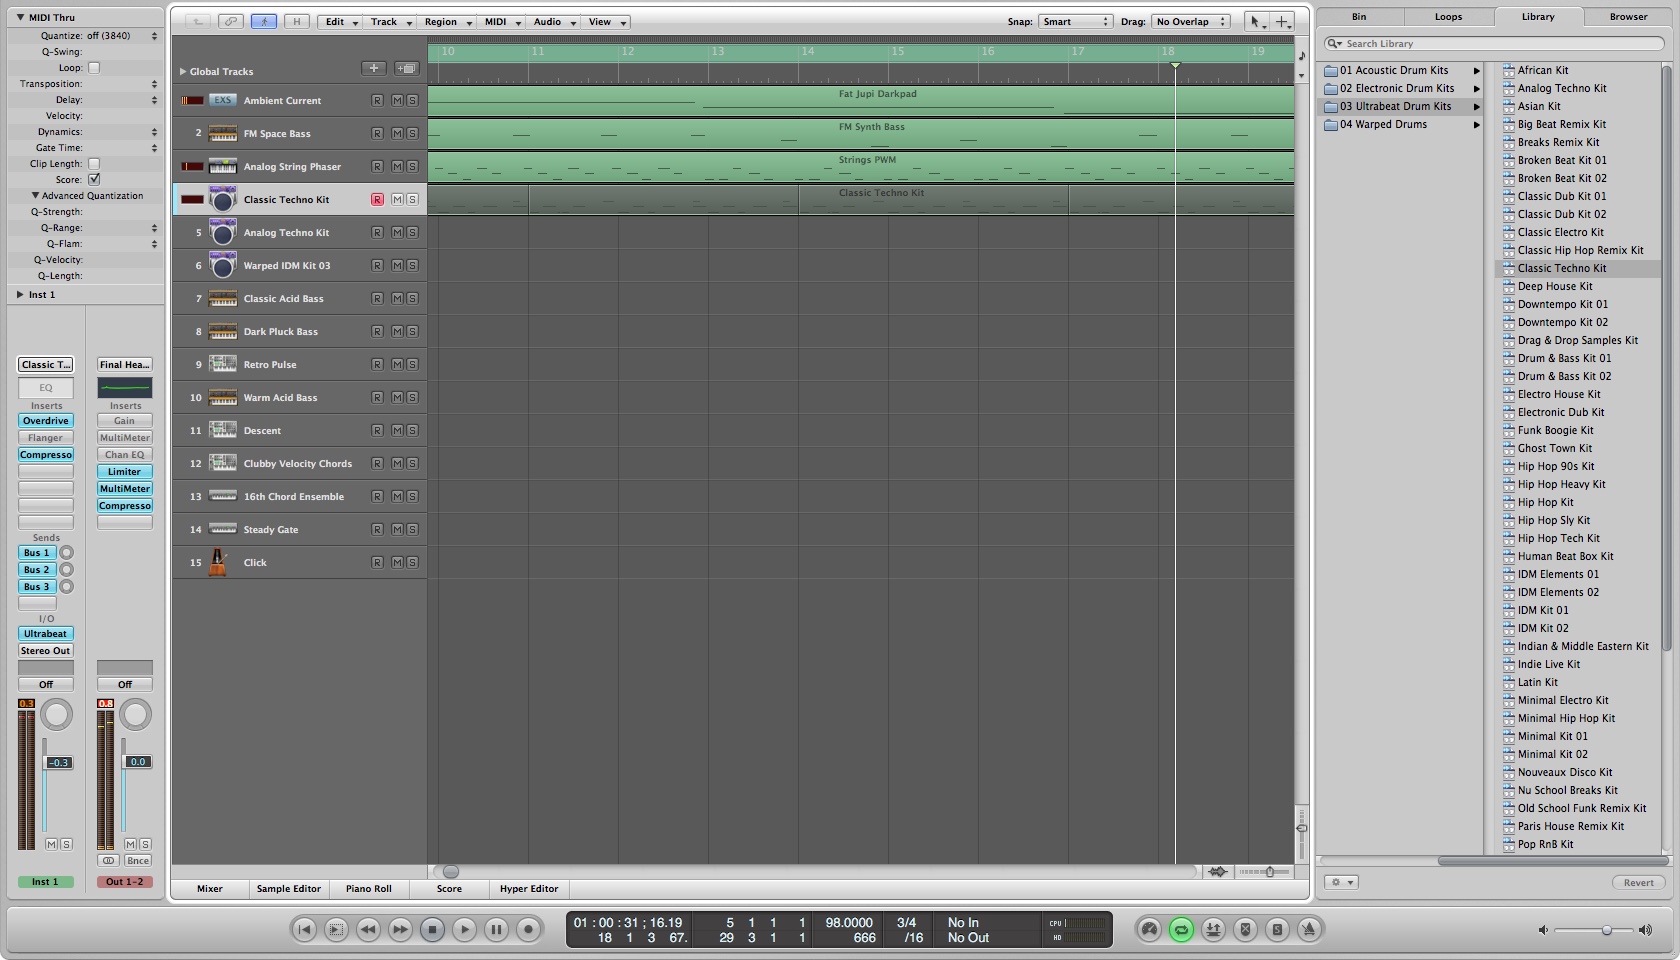 MIDI Thru
Quantize: off (3840)
Q-Swing:
Loop:
Transposition:
Delay:
Velocity:
Dynamics:
Gate Time:
Clip Length:
Score:
Advanced Quantization
Q-Strength:
Q-Range:
Q-Flam:
Q-Velocity:
Q-Length:
Inst 1
Classic T... Final Hea...
EQ
Inserts Inserts
Overdrive Gain
Flanger MultiMeter
Compresso Chan EQ
Limiter
MultiMeter
Compresso
Sends
Bus 1
Bus 2
Bus 3
I/O
Ultrabeat
Stereo Out
Off Off
0.3 0.8
-0.3 0.0
M S M S
Bnce
Inst 1 Out 1-2
H Edit Track Region MIDI Audio View Snap: Smart Drag: No Overlap
10 11 12 13 14 15 16 17 18 19
Global Tracks
EXS Ambient Current R M S Fat Jupi Darkpad
2 FM Space Bass R M S FM Synth Bass
Analog String Phaser R M S Strings PWM
Classic Techno Kit R M S Classic Techno Kit
5 Analog Techno Kit R M S
6 Warped IDM Kit 03 R M S
7 Classic Acid Bass R M S
8 Dark Pluck Bass R M S
9 Retro Pulse R M S
10 Warm Acid Bass R M S
11 Descent R M S
12 Clubby Velocity Chords R M S
13 16th Chord Ensemble R M S
14 Steady Gate R M S
15 Click R M S
Mixer Sample Editor Piano Roll Score Hyper Editor
Bin Loops Library Browser
Search Library
01 Acoustic Drum Kits
02 Electronic Drum Kits
03 Ultrabeat Drum Kits
04 Warped Drums
African Kit
Analog Techno Kit
Asian Kit
Big Beat Remix Kit
Breaks Remix Kit
Broken Beat Kit 01
Broken Beat Kit 02
Classic Dub Kit 01
Classic Dub Kit 02
Classic Electro Kit
Classic Hip Hop Remix Kit
Classic Techno Kit
Deep House Kit
Downtempo Kit 01
Downtempo Kit 02
Drag & Drop Samples Kit
Drum & Bass Kit 01
Drum & Bass Kit 02
Electro House Kit
Electronic Dub Kit
Funk Boogie Kit
Ghost Town Kit
Hip Hop 90s Kit
Hip Hop Heavy Kit
Hip Hop Kit
Hip Hop Sly Kit
Hip Hop Tech Kit
Human Beat Box Kit
IDM Elements 01
IDM Elements 02
IDM Kit 01
IDM Kit 02
Indian & Middle Eastern Kit
Indie Live Kit
Latin Kit
Minimal Electro Kit
Minimal Hip Hop Kit
Minimal Kit 01
Minimal Kit 02
Nouveaux Disco Kit
Nu School Breaks Kit
Old School Funk Remix Kit
Paris House Remix Kit
Pop RnB Kit
Revert
01 : 00 : 31 ; 16.19 5 1 1 1 98.0000 3/4 No In CPU
18 1 3 67. 29 3 1 1 666 /16 No Out HD
S